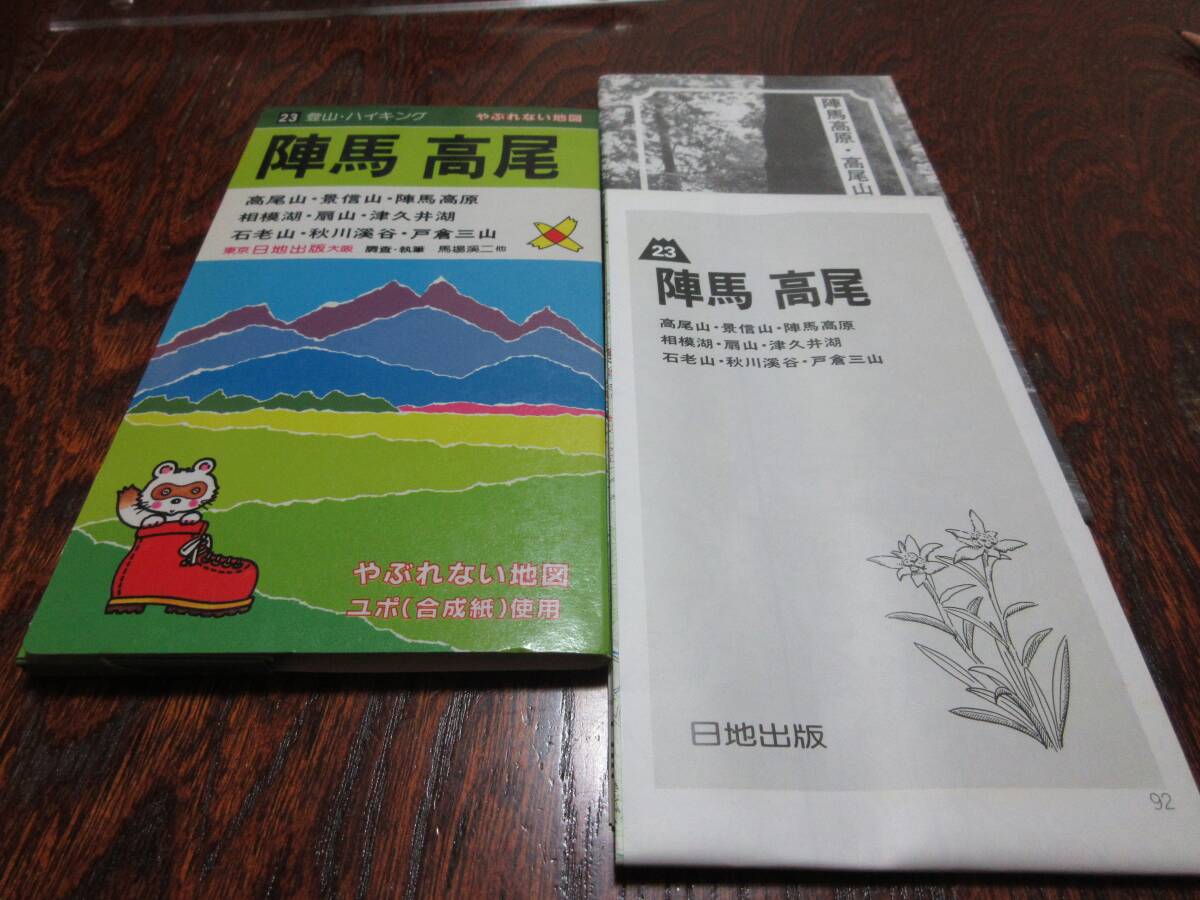 23 登山・ハイキング やぶれない地図
陣馬 高尾
高尾山・景信山・陣馬高原
相模湖・扇山・津久井湖
石老山・秋川溪谷・戸倉三山
東京 日地出版 大阪 調査・執筆 馬場溪二他
やぶれない地図
ユポ(合成紙)使用
陣馬高原・高尾山
23
陣馬 高尾
高尾山・景信山・陣馬高原
相模湖・扇山・津久井湖
石老山・秋川溪谷・戸倉三山
日地出版
92